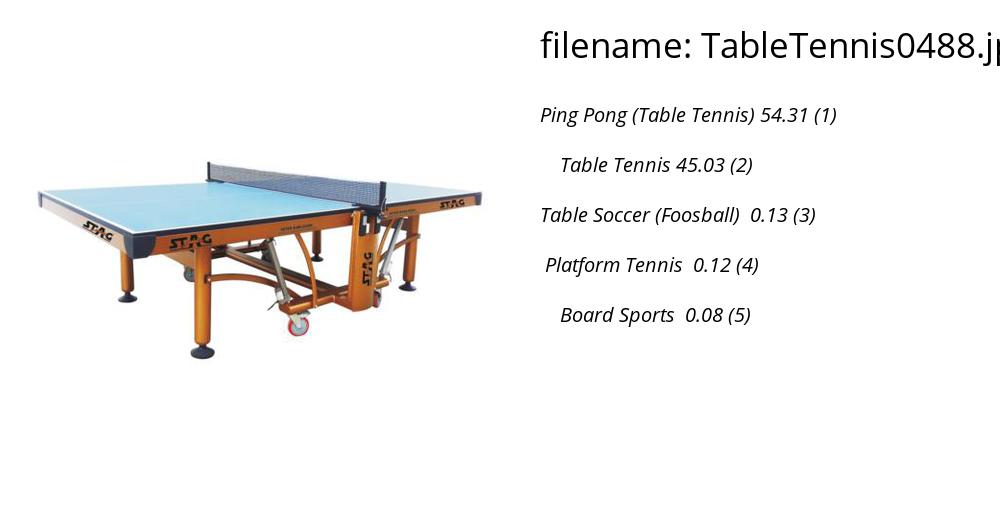 filename: TableTennis0488.jp
Ping Pong (Table Tennis) 54.31 (1)
Table Tennis 45.03 (2)
Table Soccer (Foosball) 0.13 (3)
Platform Tennis 0.12 (4)
Board Sports 0.08 (5)
STAG
STAG
STAG
STAG